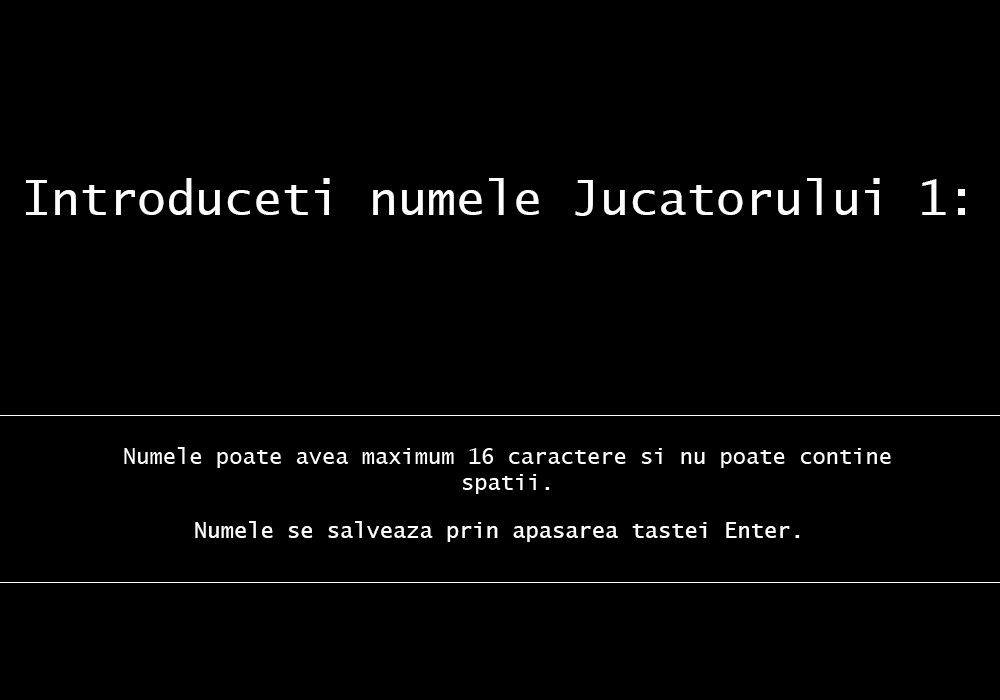 Introduceti numele Jucatorului 1:
Numele poate avea maximum 16 caractere si nu poate contine
spatii.
Numele se salveaza prin apasarea tastei Enter.